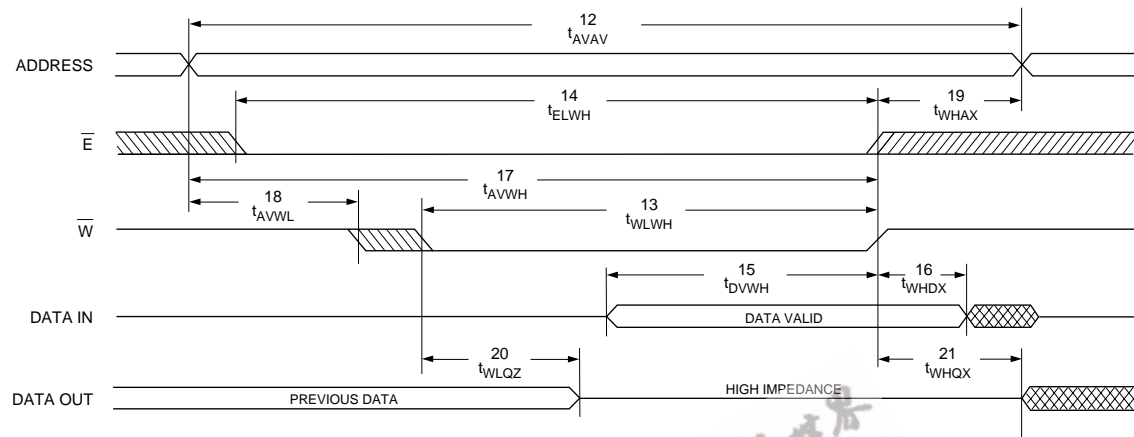 12
tAVAV
ADDRESS
14
tELWH
19
tWHAX
E
17
tAVWH
18
tAVWL
13
tWLWH
W
15
tDVWH
16
tWHDX
DATA IN
DATA VALID
20
tWLQZ
21
tWHQX
DATA OUT
PREVIOUS DATA
HIGH IMPEDANCE